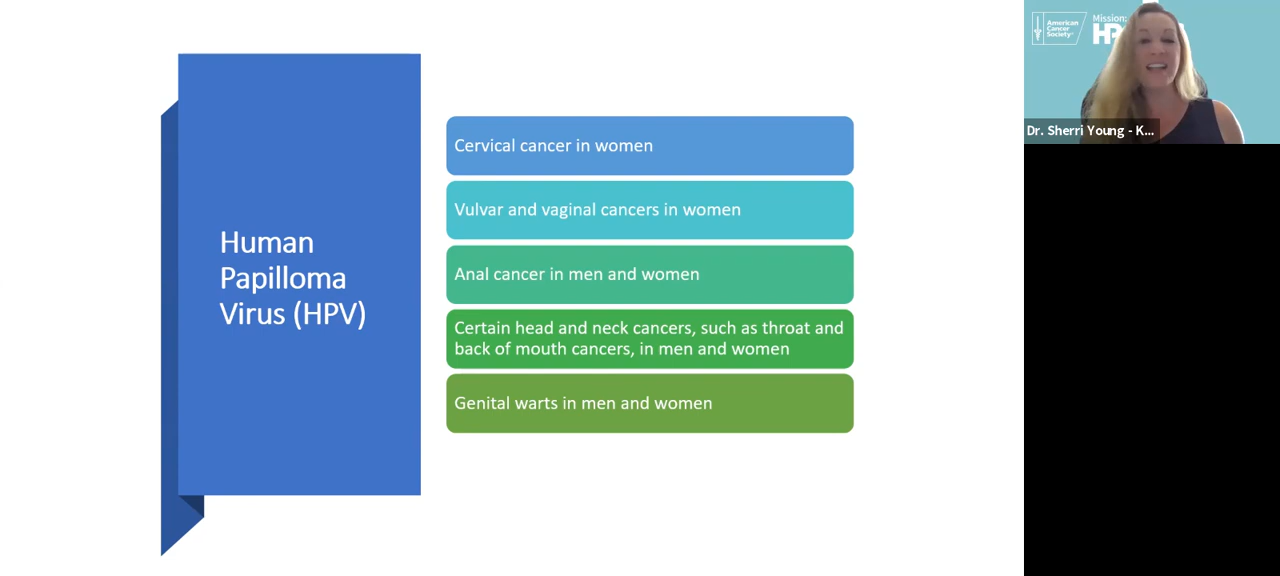 Human
Papilloma
Virus (HPV)
Cervical cancer in women
Vulvar and vaginal cancers in women
Anal cancer in men and women
Certain head and neck cancers, such as throat and
back of mouth cancers, in men and women
Genital warts in men and women
American
Cancer
Society
Mission:
Dr. Sherri Young - K...